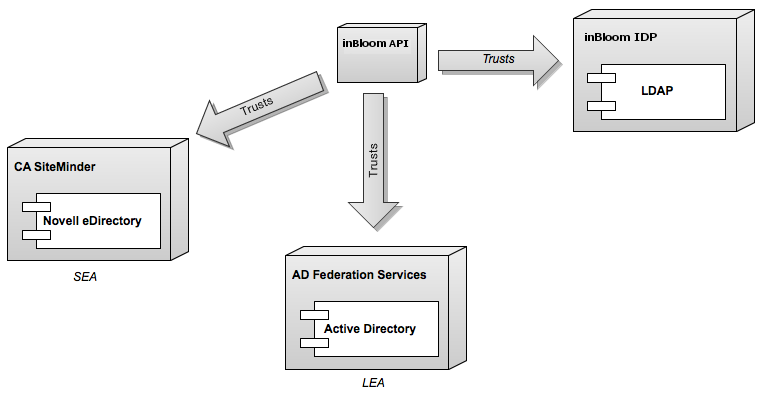 inBloom API
Trusts
inBloom IDP
LDAP
Trusts
Trusts
CA SiteMinder
Novell eDirectory
SEA
AD Federation Services
Active Directory
LEA